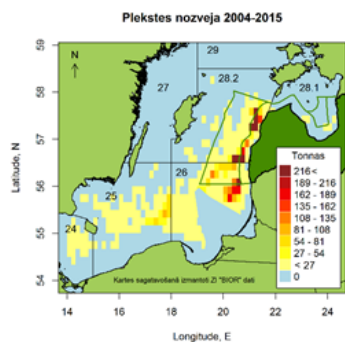 Plekstes nozveja 2004-2015
Latitude, N
59
58
57
56
55
54
N
29
28.2
28.1
27
26
25
24
Tonnas
216<
189 - 216
162 - 189
135 - 162
108 - 135
81 - 108
54 - 81
27 - 54
< 27
0
Kartes sagatavošanā izmantoti ZI "BIOR" dati
14 16 18 20 22 24
Longitude, E